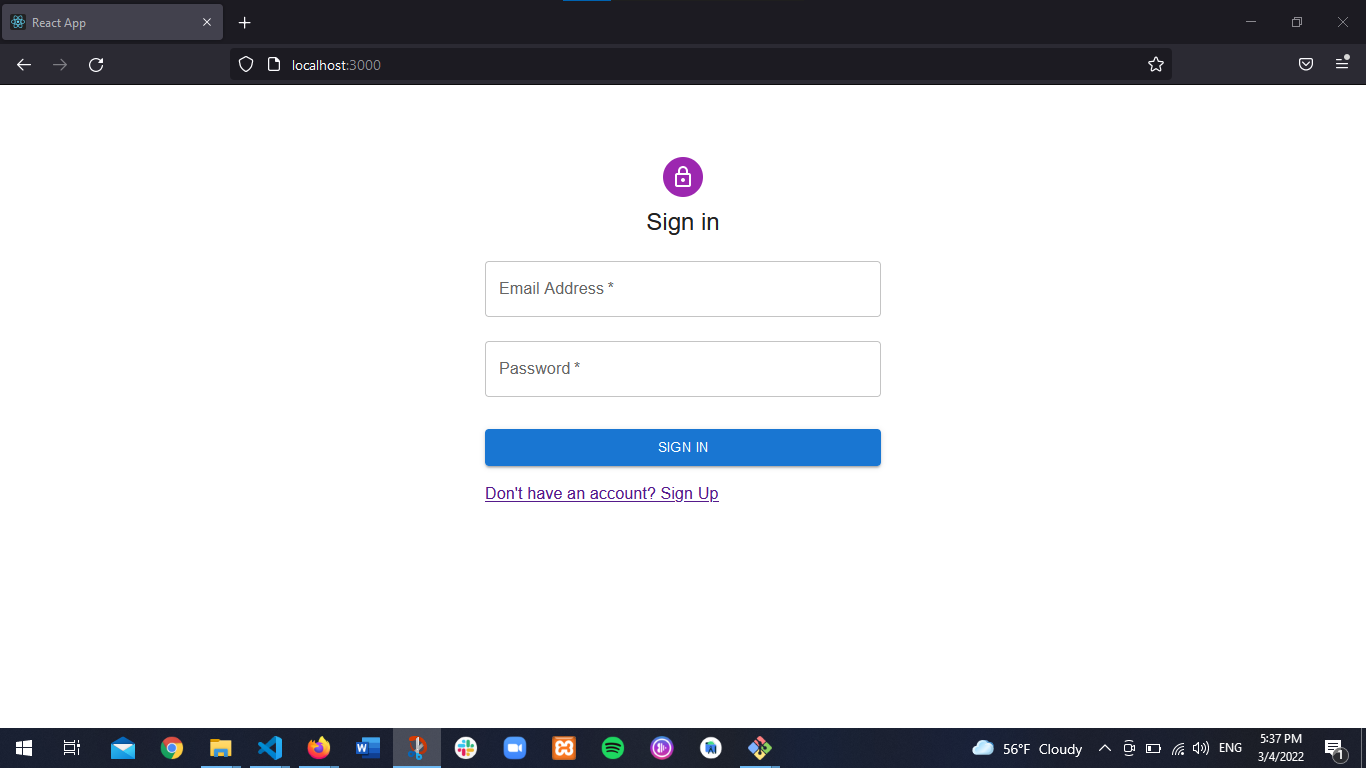 React App
localhost:3000
Sign in
Email Address *
Password *
SIGN IN
Don't have an account? Sign Up
56°F Cloudy
ENG
5:37 PM
3/4/2022
1